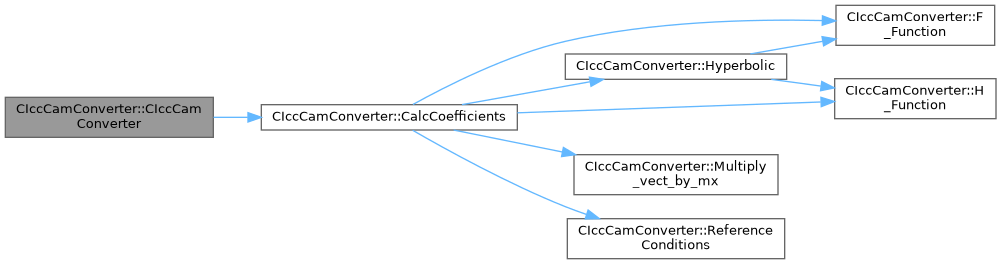 CIccCamConverter::CIccCam
Converter
CIccCamConverter::CalcCoefficients
CIccCamConverter::F
_Function
CIccCamConverter::Hyperbolic
CIccCamConverter::H
_Function
CIccCamConverter::Multiply
_vect_by_mx
CIccCamConverter::Reference
Conditions